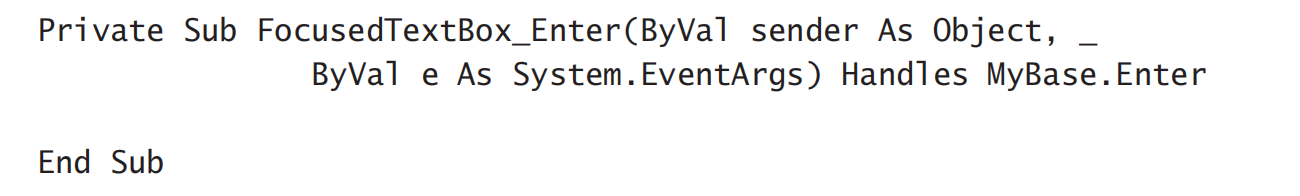 Private Sub FocusedTextBox_Enter(ByVal sender As Object, _
ByVal e As System.EventArgs) Handles MyBase.Enter
End Sub